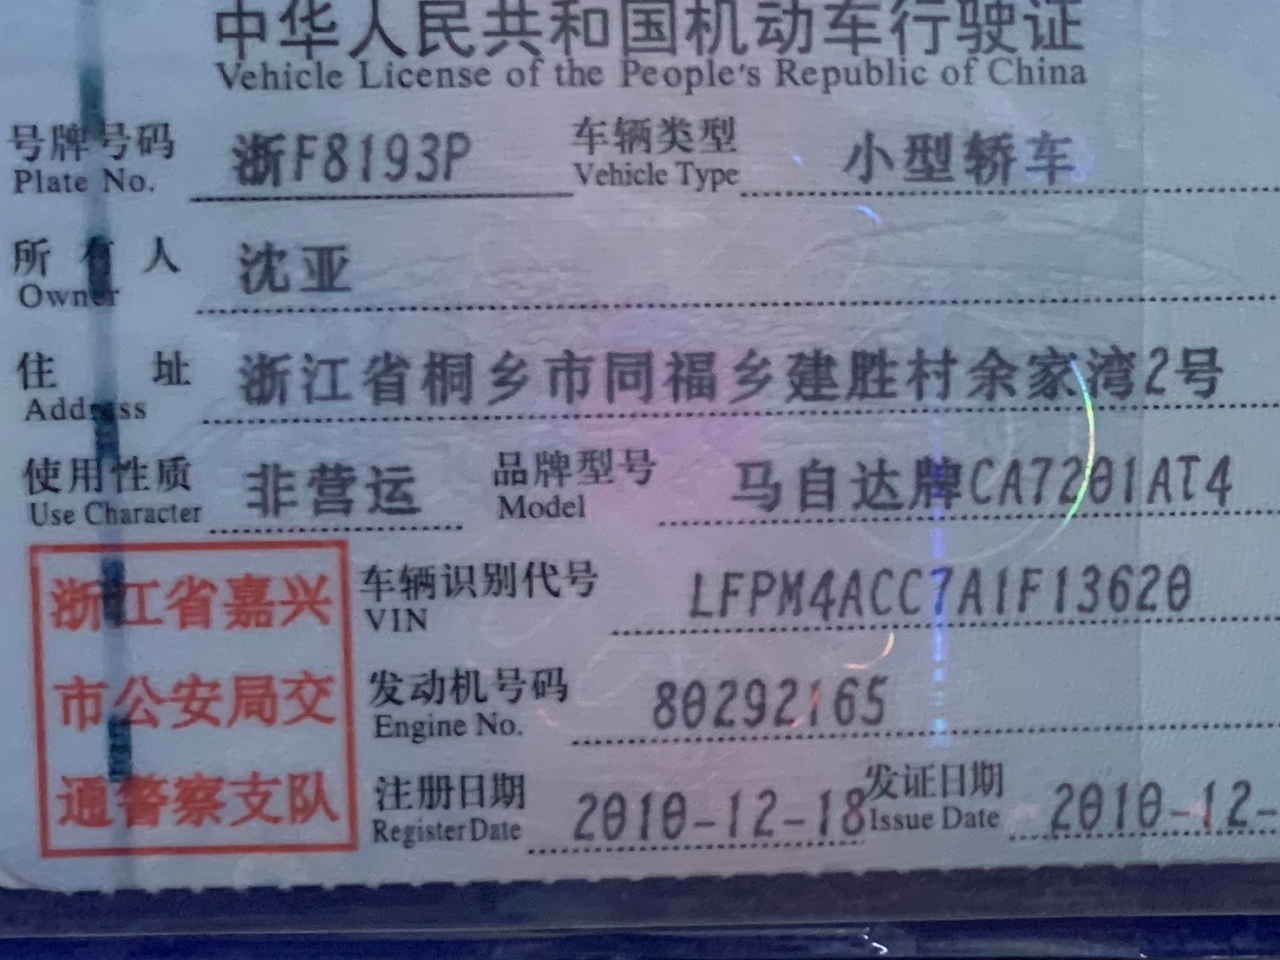 中华人民共和国机动车行驶证
Vehicle License of the People's Republic of China
号牌号码 浙F8193P 车辆类型 小型轿车
Plate No. Vehicle Type
所有人 沈亚
Owner
住址 浙江省桐乡市同福乡建胜村余家湾2号
Address
使用性质 非营运 品牌型号 马自达牌CA7201AT4
Use Character Model
浙江省嘉兴
市公安局交
通警察支队
车辆识别代号 LFPM4ACC7A1F13620
VIN
发动机号码 80292165
Engine No.
注册日期 2010-12-18 发证日期 2010-12-
Register Date Issue Date